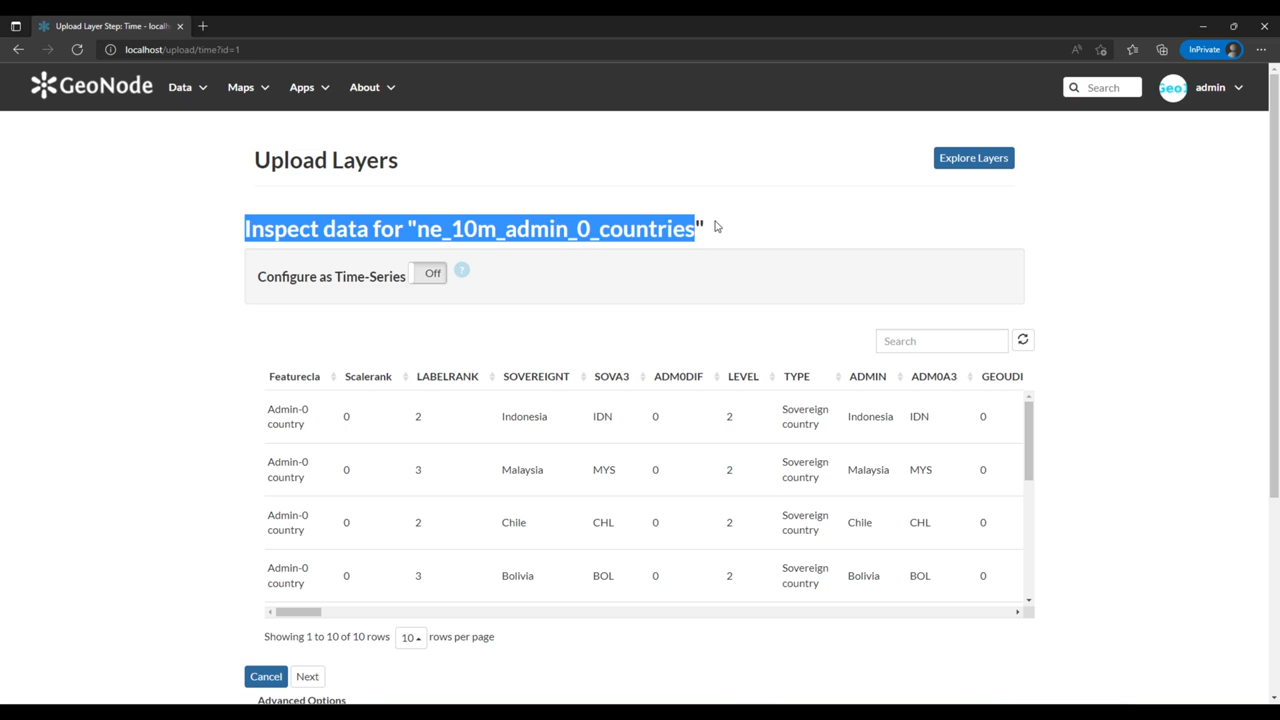 Upload Layer Step: Time - local
localhost/upload/time?id=1
InPrivate
GeoNode
Data
Maps
Apps
About
Search
Geo
admin
Upload Layers
Explore Layers
Inspect data for "ne_10m_admin_0_countries"
Configure as Time-Series
Off
?
Search
Featurecla Scalerank LABELRANK SOVEREIGNT SOVA3 ADM0DIF LEVEL TYPE ADMIN ADM0A3 GEOUDI
Admin-0 country 0 2 Indonesia IDN 0 2 Sovereign country Indonesia IDN 0
Admin-0 country 0 3 Malaysia MYS 0 2 Sovereign country Malaysia MYS 0
Admin-0 country 0 2 Chile CHL 0 2 Sovereign country Chile CHL 0
Admin-0 country 0 3 Bolivia BOL 0 2 Sovereign country Bolivia BOL 0
Showing 1 to 10 of 10 rows 10 rows per page
Cancel
Next
Advanced Options